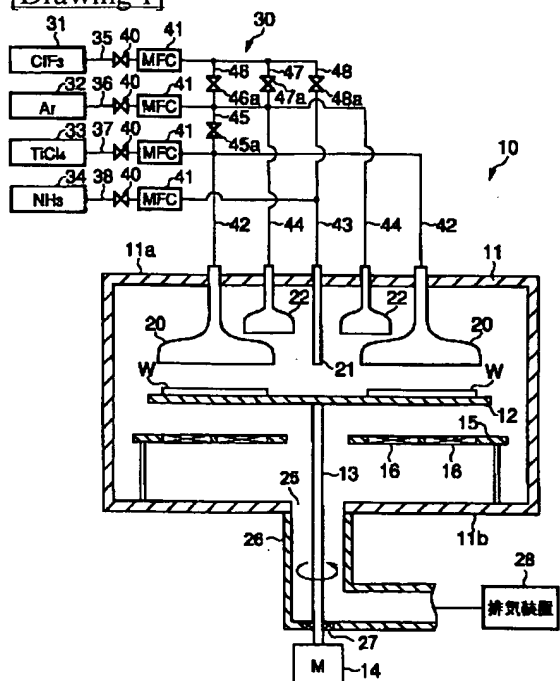 [Drawing 1]
31 35 40 41 30
ClF3 MFC 46 47 48
32 36 40 41 46a 47a 48a
Ar MFC 45
33 37 40 41 45a
TiCl4 MFC
34 38 40 41
NH3 MFC 10
42 44 43 44 42
11a 11
20 22 22 20
W 21 W
12
15
13 16 16
25
26 11b
28
排気装置
27
M 14